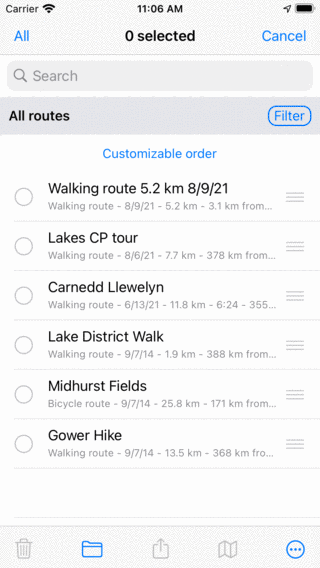 Carrier 11:06 AM
All 0 selected Cancel
Search
All routes Filter
Customizable order
Walking route 5.2 km 8/9/21
Walking route - 8/9/21 - 5.2 km - 3.1 km from...
Lakes CP tour
Walking route - 8/6/21 - 7.7 km - 378 km from...
Carnedd Llewelyn
Walking route - 6/13/21 - 11.8 km - 6:24 - 355...
Lake District Walk
Walking route - 9/7/14 - 1.9 km - 388 km from...
Midhurst Fields
Bicycle route - 9/7/14 - 25.8 km - 171 km from...
Gower Hike
Walking route - 9/7/14 - 13.5 km - 368 km fro...